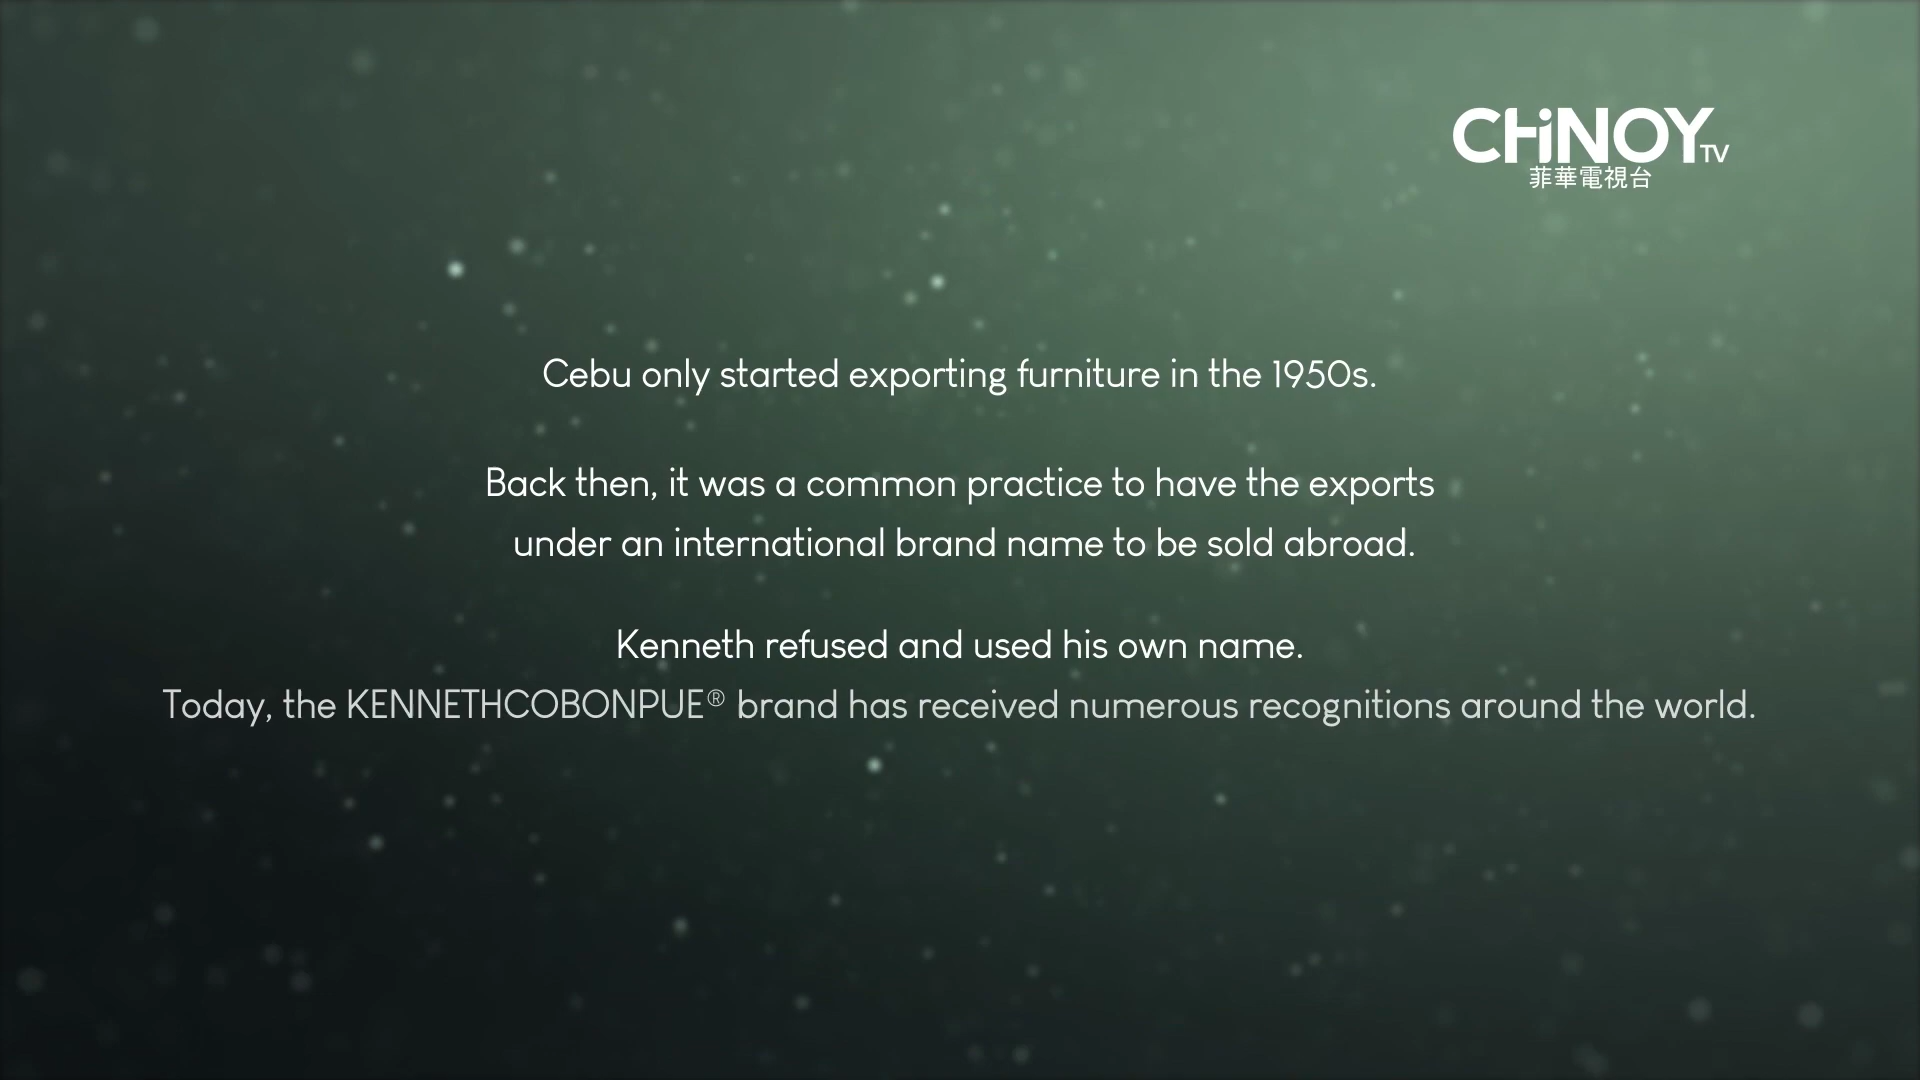 CHiNOY TV
菲華電視台
Cebu only started exporting furniture in the 1950s.
Back then, it was a common practice to have the exports
under an international brand name to be sold abroad.
Kenneth refused and used his own name.
Today, the KENNETHCOBONPUE® brand has received numerous recognitions around the world.